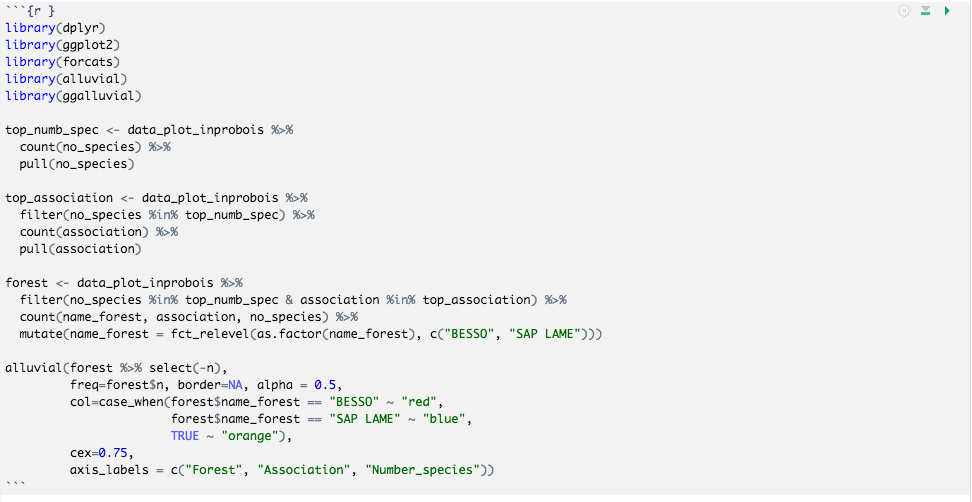 ```{r }
library(dplyr)
library(ggplot2)
library(forcats)
library(alluvial)
library(ggalluvial)

top_numb_spec <- data_plot_inprobois %>%
  count(no_species) %>%
  pull(no_species)

top_association <- data_plot_inprobois %>%
  filter(no_species %in% top_numb_spec) %>%
  count(association) %>%
  pull(association)

forest <- data_plot_inprobois %>%
  filter(no_species %in% top_numb_spec & association %in% top_association) %>%
  count(name_forest, association, no_species) %>%
  mutate(name_forest = fct_relevel(as.factor(name_forest), c("BESSO", "SAP LAME")))

alluvial(forest %>% select(-n),
         freq=forest$n, border=NA, alpha = 0.5,
         col=case_when(forest$name_forest == "BESSO" ~ "red",
                       forest$name_forest == "SAP LAME" ~ "blue",
                       TRUE ~ "orange"),
         cex=0.75,
         axis_labels = c("Forest", "Association", "Number_species"))
```